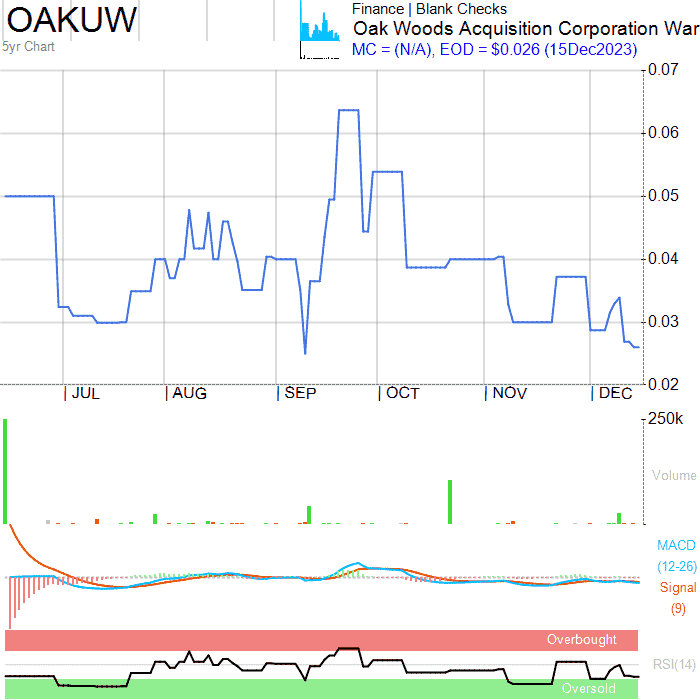 OAKUW
5yr Chart
Finance | Blank Checks
Oak Woods Acquisition Corporation War
MC = (N/A), EOD = $0.026 (15Dec2023)
0.07
0.06
0.05
0.04
0.03
0.02
JUL AUG SEP OCT NOV DEC
250k
Volume
MACD
(12-26)
Signal
(9)
Overbought
RSI(14)
Oversold